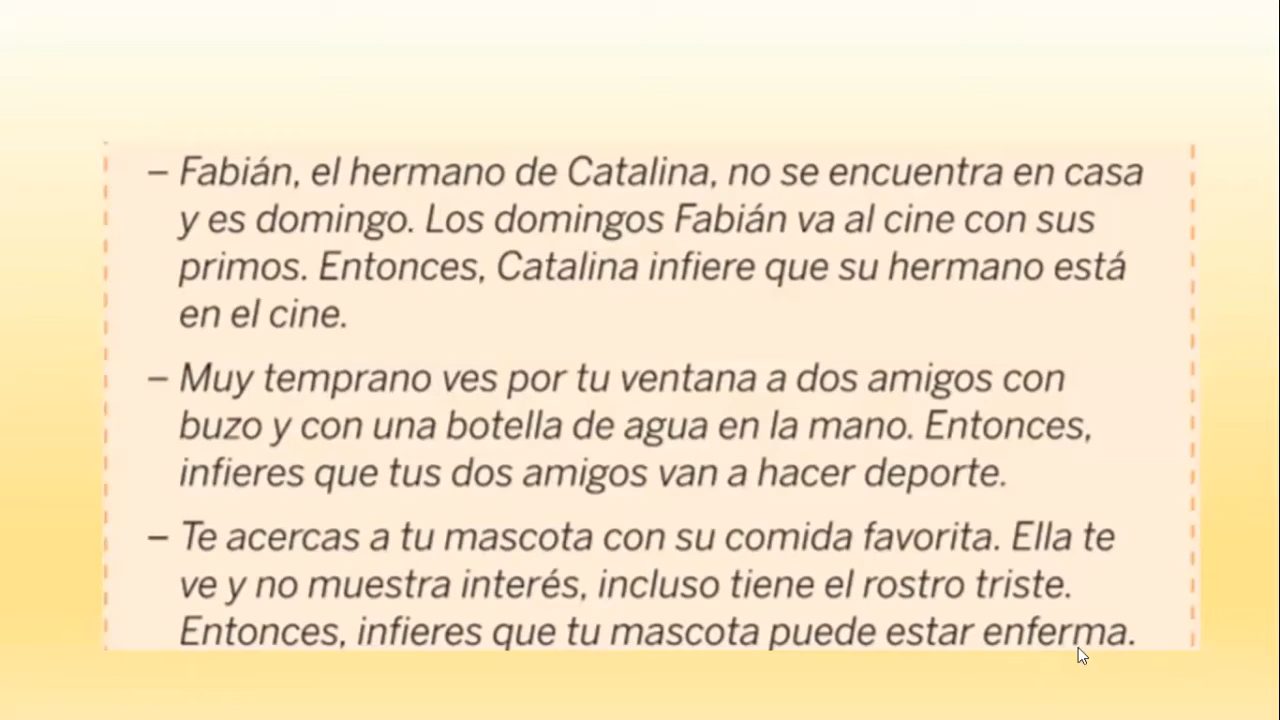 – Fabián, el hermano de Catalina, no se encuentra en casa
y es domingo. Los domingos Fabián va al cine con sus
primos. Entonces, Catalina infiere que su hermano está
en el cine.
– Muy temprano ves por tu ventana a dos amigos con
buzo y con una botella de agua en la mano. Entonces,
infieres que tus dos amigos van a hacer deporte.
– Te acercas a tu mascota con su comida favorita. Ella te
ve y no muestra interés, incluso tiene el rostro triste.
Entonces, infieres que tu mascota puede estar enferma.